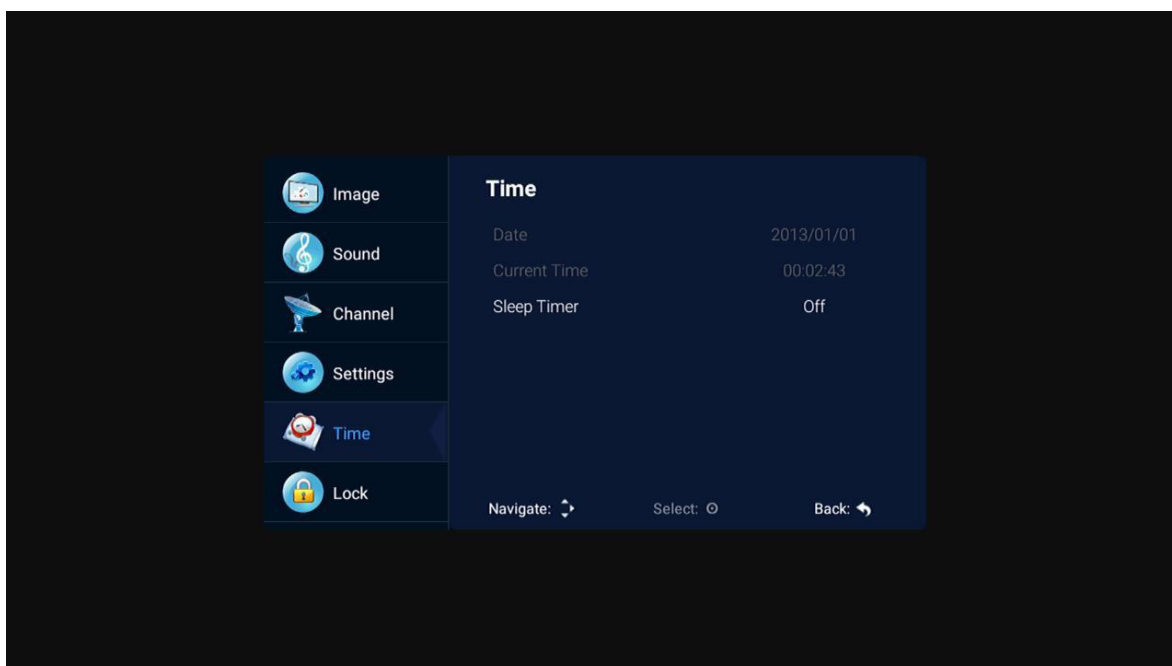 Image
Sound
Channel
Settings
Time
Lock
Time
Date 2013/01/01
Current Time 00:02:43
Sleep Timer Off
Navigate: Select: Back: